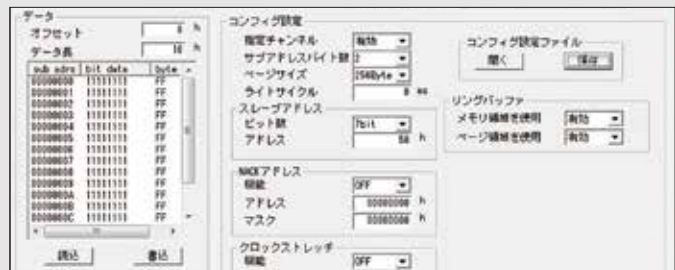 データ
オフセット 0 h
データ長 10 h
sub adrs bit data byte
00000000 11111111 FF
00000001 11111111 FF
00000002 11111111 FF
00000003 11111111 FF
00000004 11111111 FF
00000005 11111111 FF
00000006 11111111 FF
00000007 11111111 FF
00000008 11111111 FF
00000009 11111111 FF
0000000A 11111111 FF
0000000B 11111111 FF
0000000C 11111111 FF
読込 書込
コンフィグ設定
指定チャンネル 有効
サブアドレスバイト数 2
ページサイズ 256Byte
ライトサイクル 0 ms
スレーブアドレス
ビット数 7bit
アドレス 50 h
NACKアドレス
機能 OFF
アドレス 00000000 h
マスク 00000000 h
クロックストレッチ
機能 OFF
コンフィグ設定ファイル
開く 保存
リングバッファ
メモリ領域を使用 有効
ページ領域を使用 有効